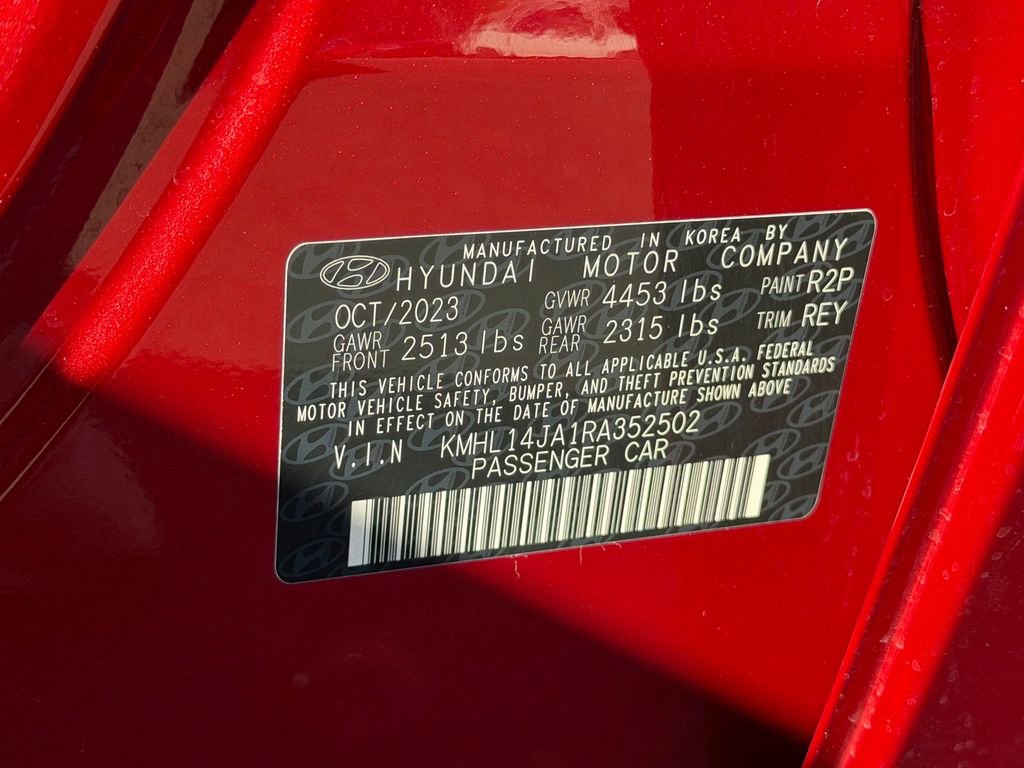 MANUFACTURED IN KOREA BY
HYUNDAI MOTOR COMPANY
OCT/2023 GVWR 4453 lbs PAINT R2P
GAWR FRONT 2513 lbs GAWR REAR 2315 lbs TRIM REY
THIS VEHICLE CONFORMS TO ALL APPLICABLE U.S.A. FEDERAL
MOTOR VEHICLE SAFETY, BUMPER, AND THEFT PREVENTION STANDARDS
IN EFFECT ON THE DATE OF MANUFACTURE SHOWN ABOVE
V.I.N KMHL14JA1RA352502
PASSENGER CAR